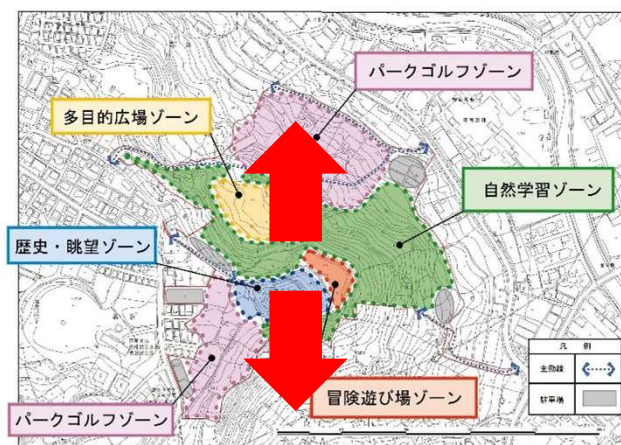 パークゴルフゾーン
多目的広場ゾーン
自然学習ゾーン
歴史・眺望ゾーン
冒険遊び場ゾーン
パークゴルフゾーン
凡 例
主動線
駐車場